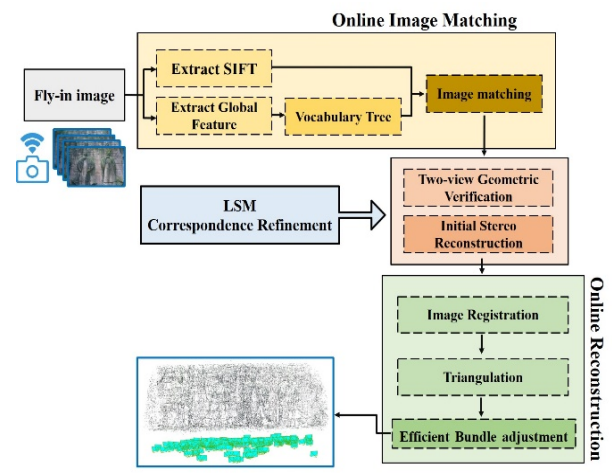 Online Image Matching
Fly-in image
Extract SIFT
Extract Global
Feature
Vocabulary Tree
Image matching
LSM
Correspondence Refinement
Two-view Geometric
Verification
Initial Stereo
Reconstruction
Online Reconstruction
Image Registration
Triangulation
Efficient Bundle adjustment